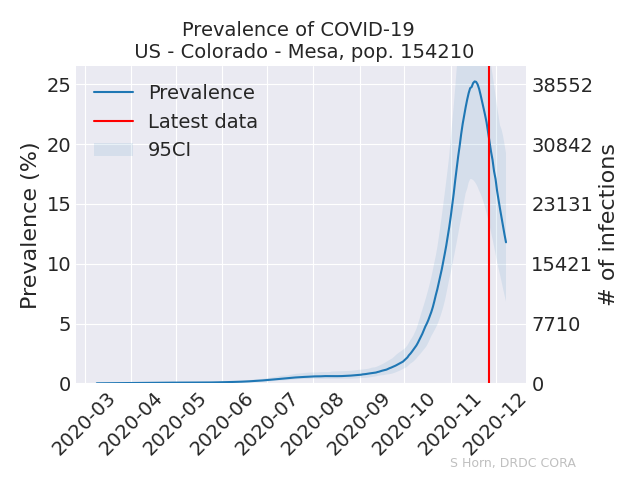 Prevalence of COVID-19
US - Colorado - Mesa, pop. 154210
Prevalence
Latest data
95CI
Prevalence (%)
25
20
15
10
5
0
38552
30842
23131
15421
7710
0
# of infections
2020-03
2020-04
2020-05
2020-06
2020-07
2020-08
2020-09
2020-10
2020-11
2020-12
S Horn, DRDC CORA